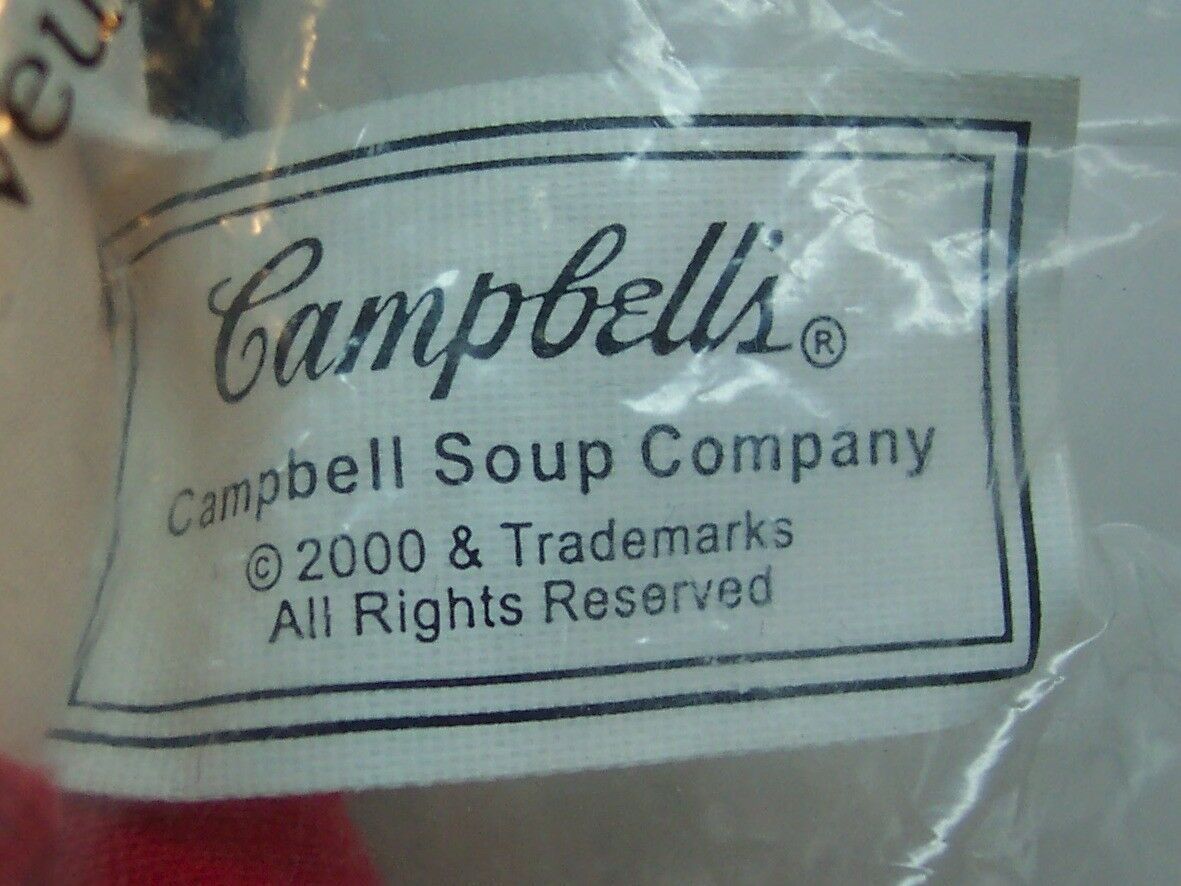 Campbell's®
Campbell Soup Company
©2000 & Trademarks
All Rights Reserved